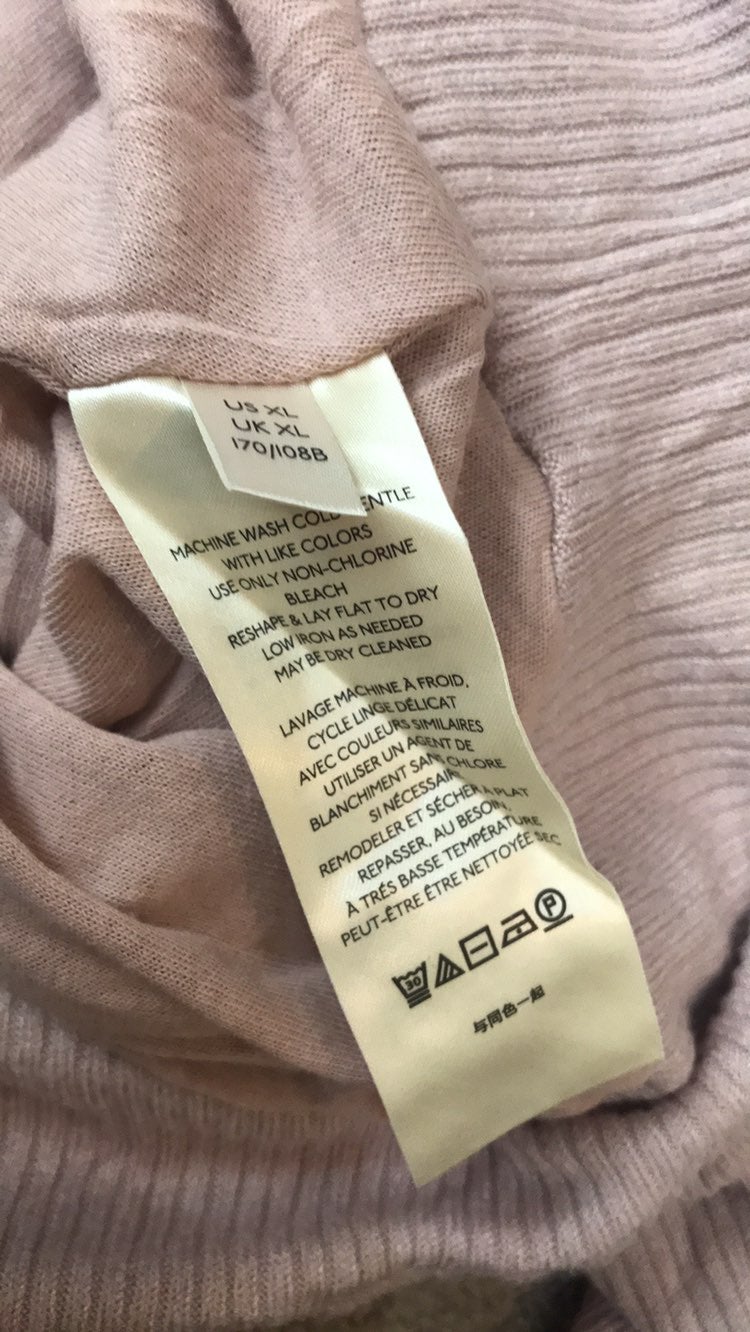 US XL
UK XL
170/108B
MACHINE WASH COLD ENTLE
WITH LIKE COLORS
USE ONLY NON-CHLORINE
BLEACH
RESHAPE & LAY FLAT TO DRY
LOW IRON AS NEEDED
MAY BE DRY CLEANED
LAVAGE MACHINE À FROID,
CYCLE LINGE DÉLICAT
AVEC COULEURS SIMILAIRES
UTILISER UN AGENT DE
BLANCHIMENT SANS CHLORE
SI NÉCESSAIR
REMODELER ET SÉCHER A PLAT
REPASSER, AU BESOIN,
À TRÉS BASSE TEMPÉRATURE
PEUT-ÊTRE ÊTRE NETTOYÉE SEC
30 P
与同色一起